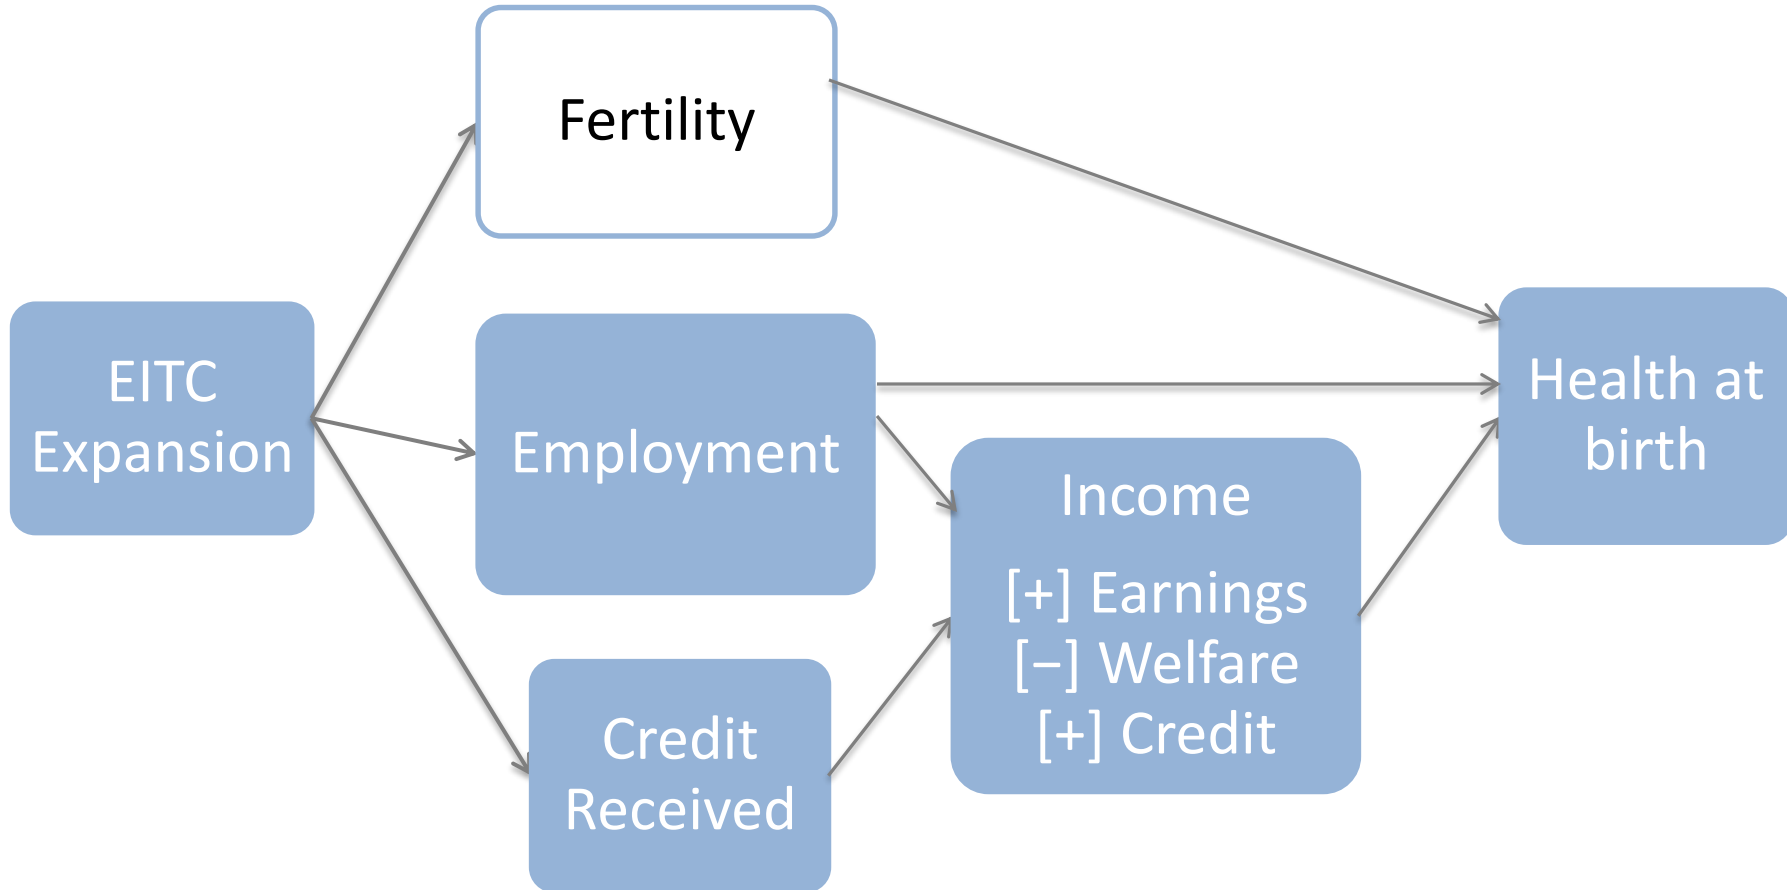 Fertility
EITC
Expansion
Employment
Credit
Received
Income
[+] Earnings
[−] Welfare
[+] Credit
Health at
birth